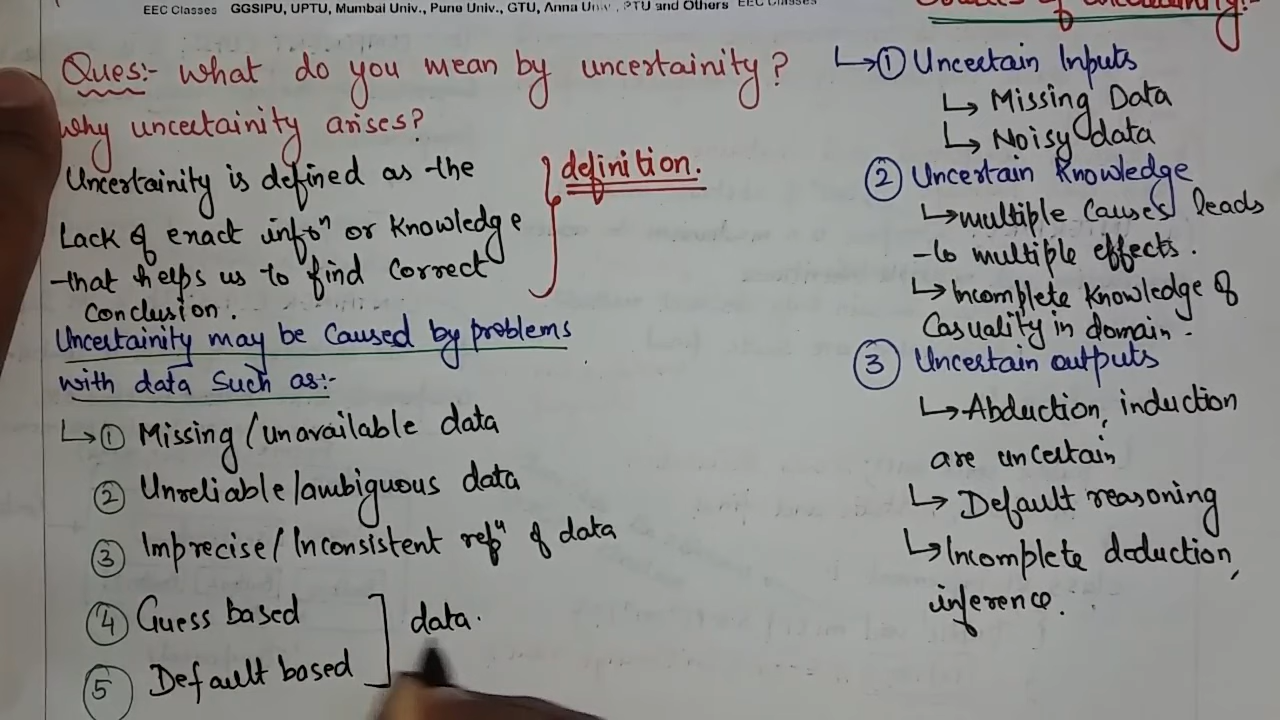 EEC Classes GGSIPU, UPTU, Mumbai Univ., Pune Univ., GTU, Anna Univ, PTU and Others EEC Classes
Ques:- What do you mean by uncertainity?
Why uncertainity arises?
Uncertainity is defined as the
Lack of exact infoⁿ or knowledge
that helps us to find correct
conclusion.
definition.
Uncertainity may be caused by problems
with data such as:-
↳ ① Missing/unavailable data
② Unreliable/ambiguous data
③ Imprecise/Inconsistent repⁿ of data
④ Guess based
⑤ Default based
data.
of uncertainity:-
↳ ① Uncertain Inputs
↳ Missing Data
↳ Noisy data
② Uncertain Knowledge
↳ multiple causes leads
to multiple effects.
↳ Incomplete knowledge of
Casuality in domain.
③ Uncertain outputs
↳ Abduction, induction
are uncertain
↳ Default reasoning
↳ Incomplete deduction,
inference.